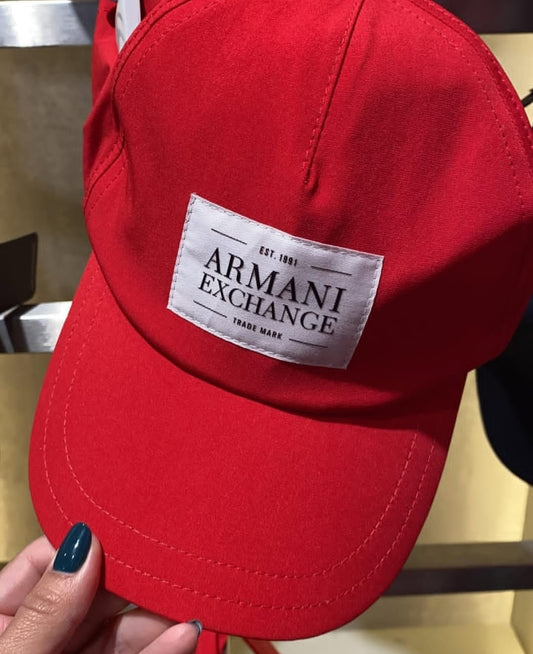 EST. 1991
ARMANI
EXCHANGE
TRADE MARK